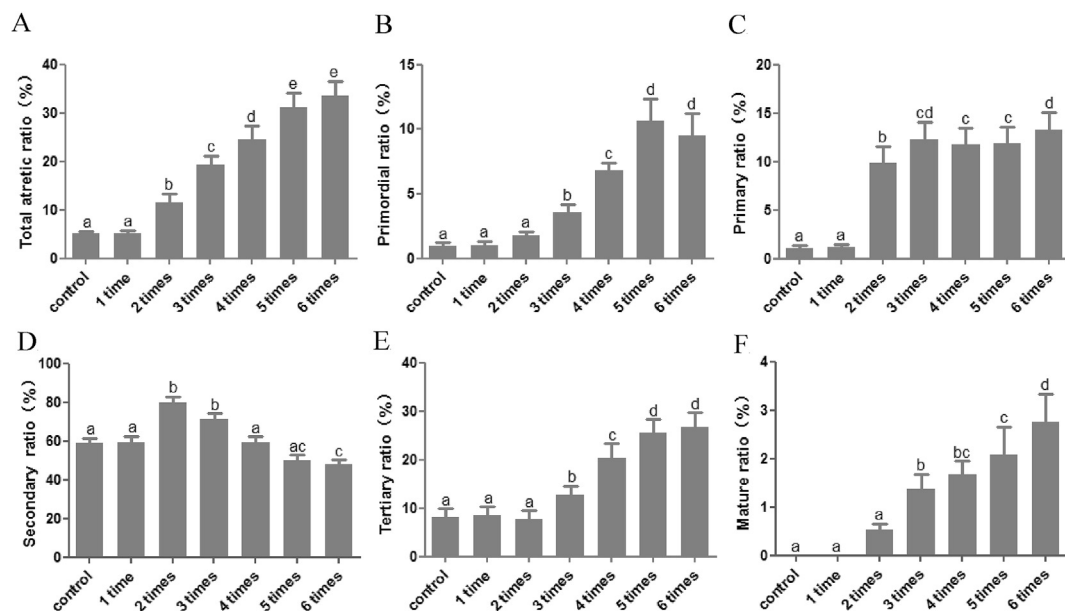 A
Total atretic ratio (%)
40
30
20
10
0
a
a
b
c
d
e
e
control
1 time
2 times
3 times
4 times
5 times
6 times
B
Primordial ratio (%)
15
10
5
0
a
a
a
b
c
d
d
control
1 time
2 times
3 times
4 times
5 times
6 times
C
Primary ratio (%)
20
15
10
5
0
a
a
b
cd
c
c
d
control
1 time
2 times
3 times
4 times
5 times
6 times
D
Secondary ratio (%)
100
80
60
40
20
0
a
a
b
b
a
ac
c
control
1 time
2 times
3 times
4 times
5 times
6 times
E
Tertiary ratio (%)
40
30
20
10
0
a
a
a
b
c
d
d
control
1 time
2 times
3 times
4 times
5 times
6 times
F
Mature ratio (%)
4
3
2
1
0
a
a
a
b
bc
c
d
control
1 time
2 times
3 times
4 times
5 times
6 times